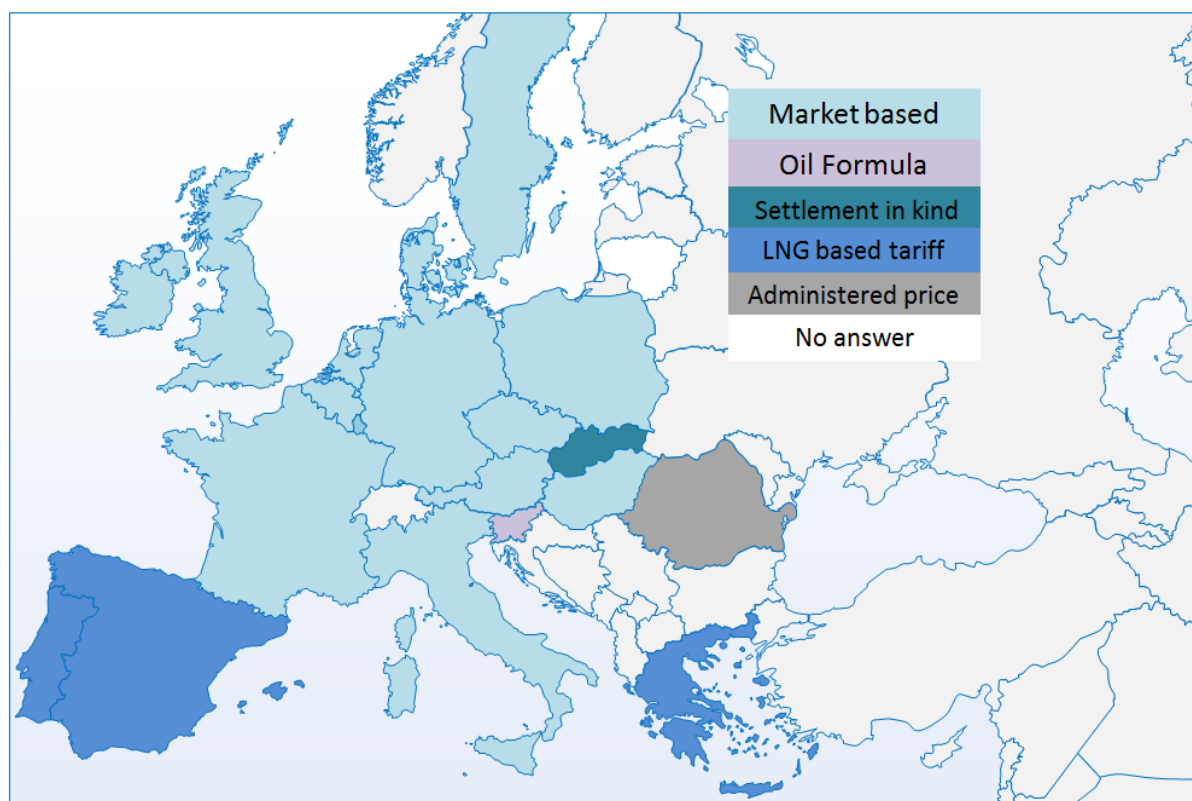 Market based
Oil Formula
Settlement in kind
LNG based tariff
Administered price
No answer